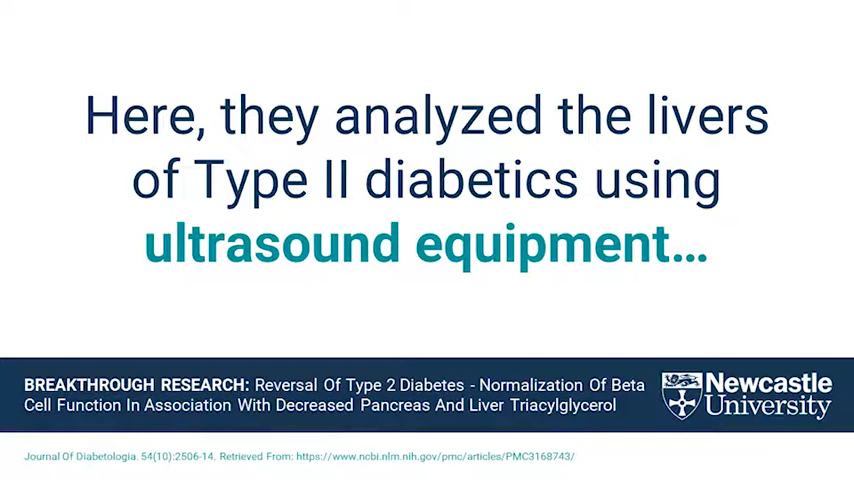 Here, they analyzed the livers
of Type II diabetics using
ultrasound equipment...
BREAKTHROUGH RESEARCH: Reversal Of Type 2 Diabetes - Normalization Of Beta
Cell Function In Association With Decreased Pancreas And Liver Triacylglycerol
Newcastle
University
Journal Of Diabetologia. 54(10):2506-14. Retrieved From: https://www.ncbi.nlm.nih.gov/pmc/articles/PMC3168743/